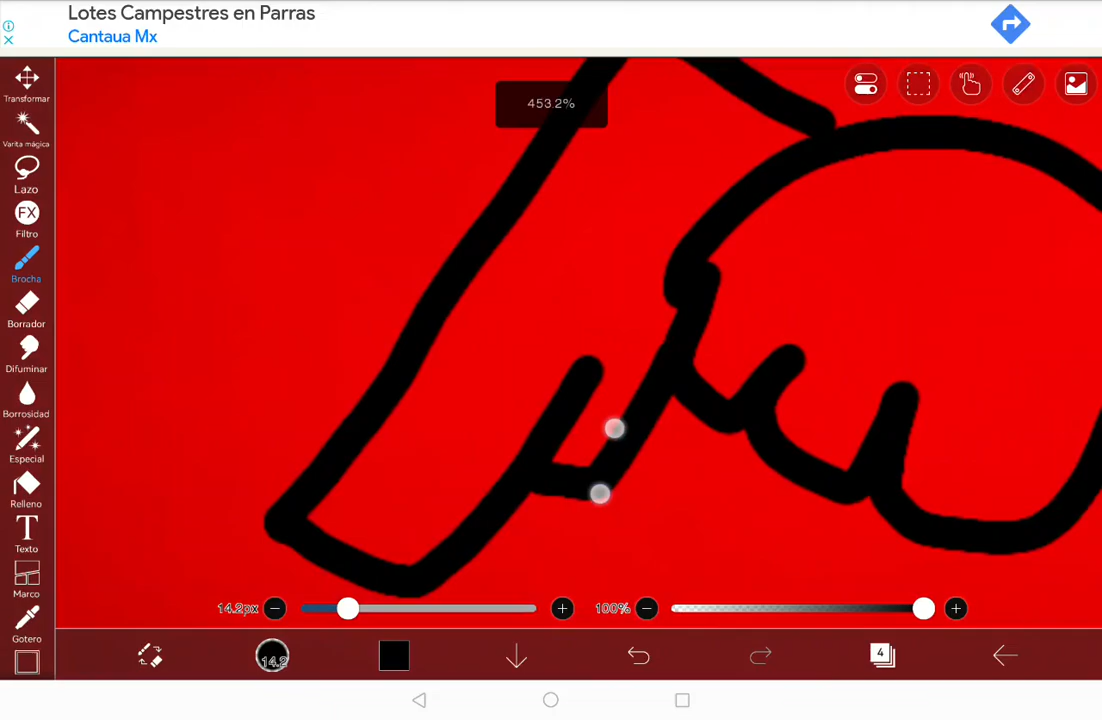 Lotes Campestres en Parras
Cantaua Mx
453.2%
Transformar
Varita mágica
Lazo
FX
Filtro
Brocha
Borrador
Difuminar
Borrosidad
Especial
Relleno
T
Texto
Marco
Gotero
14.2px
100%
14.2
4